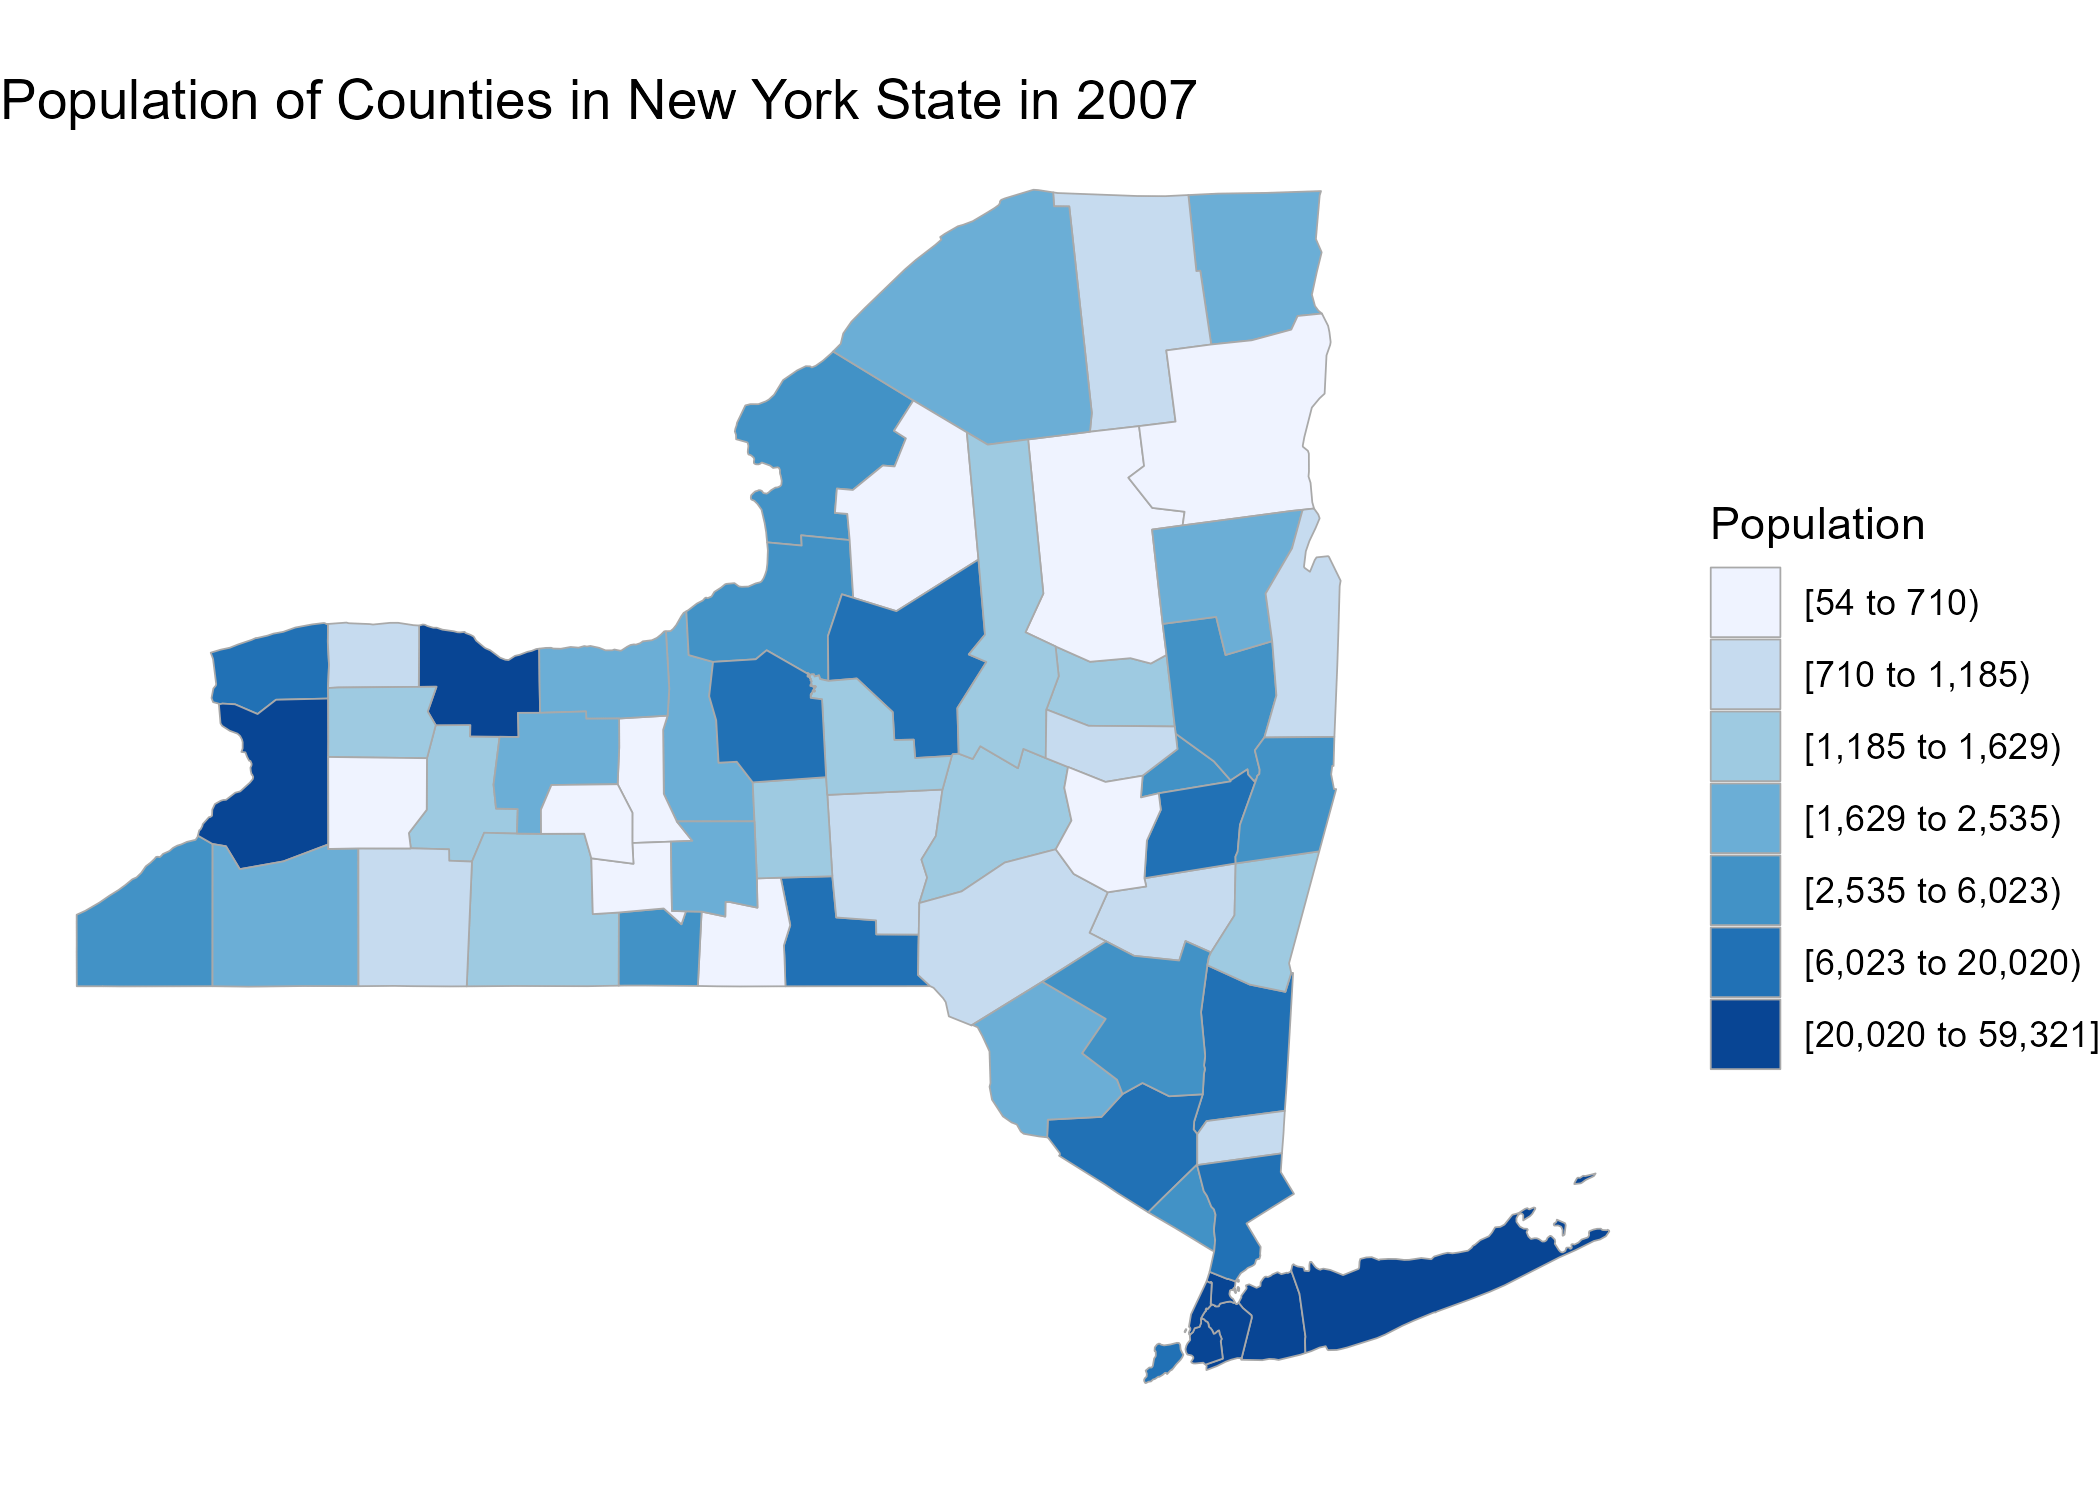 Population of Counties in New York State in 2007
Population
[54 to 710)
[710 to 1,185)
[1,185 to 1,629)
[1,629 to 2,535)
[2,535 to 6,023)
[6,023 to 20,020)
[20,020 to 59,321]